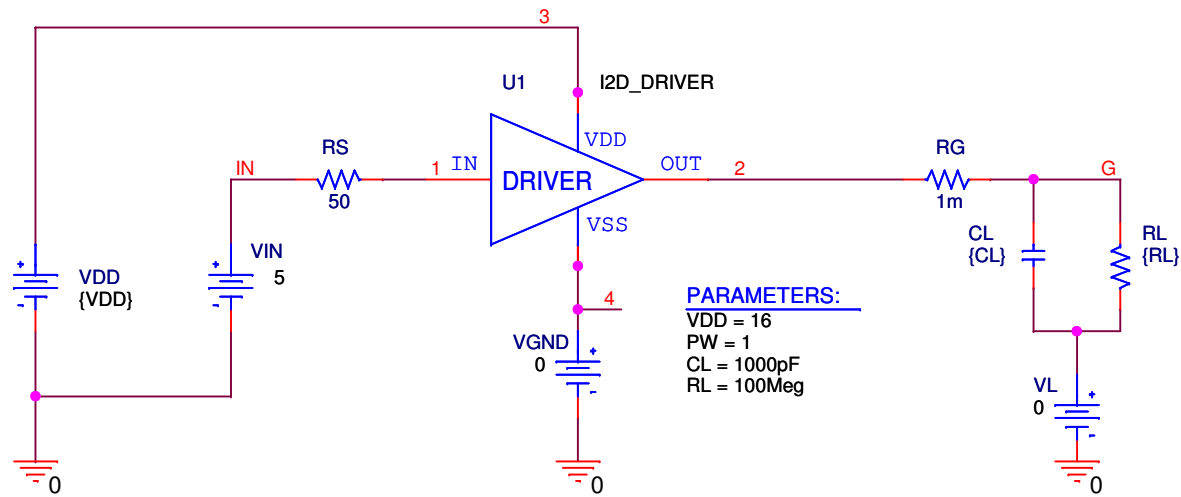 3
U1
I2D_DRIVER
VDD
RS
IN
1
IN
DRIVER
OUT
2
RG
G
50
1m
VSS
CL
{CL}
RL
{RL}
VIN
5
VDD
{VDD}
+
-
+
-
4
PARAMETERS:
VDD = 16
PW = 1
CL = 1000pF
RL = 100Meg
VGND
0
+
-
VL
0
+
-
0
0
0